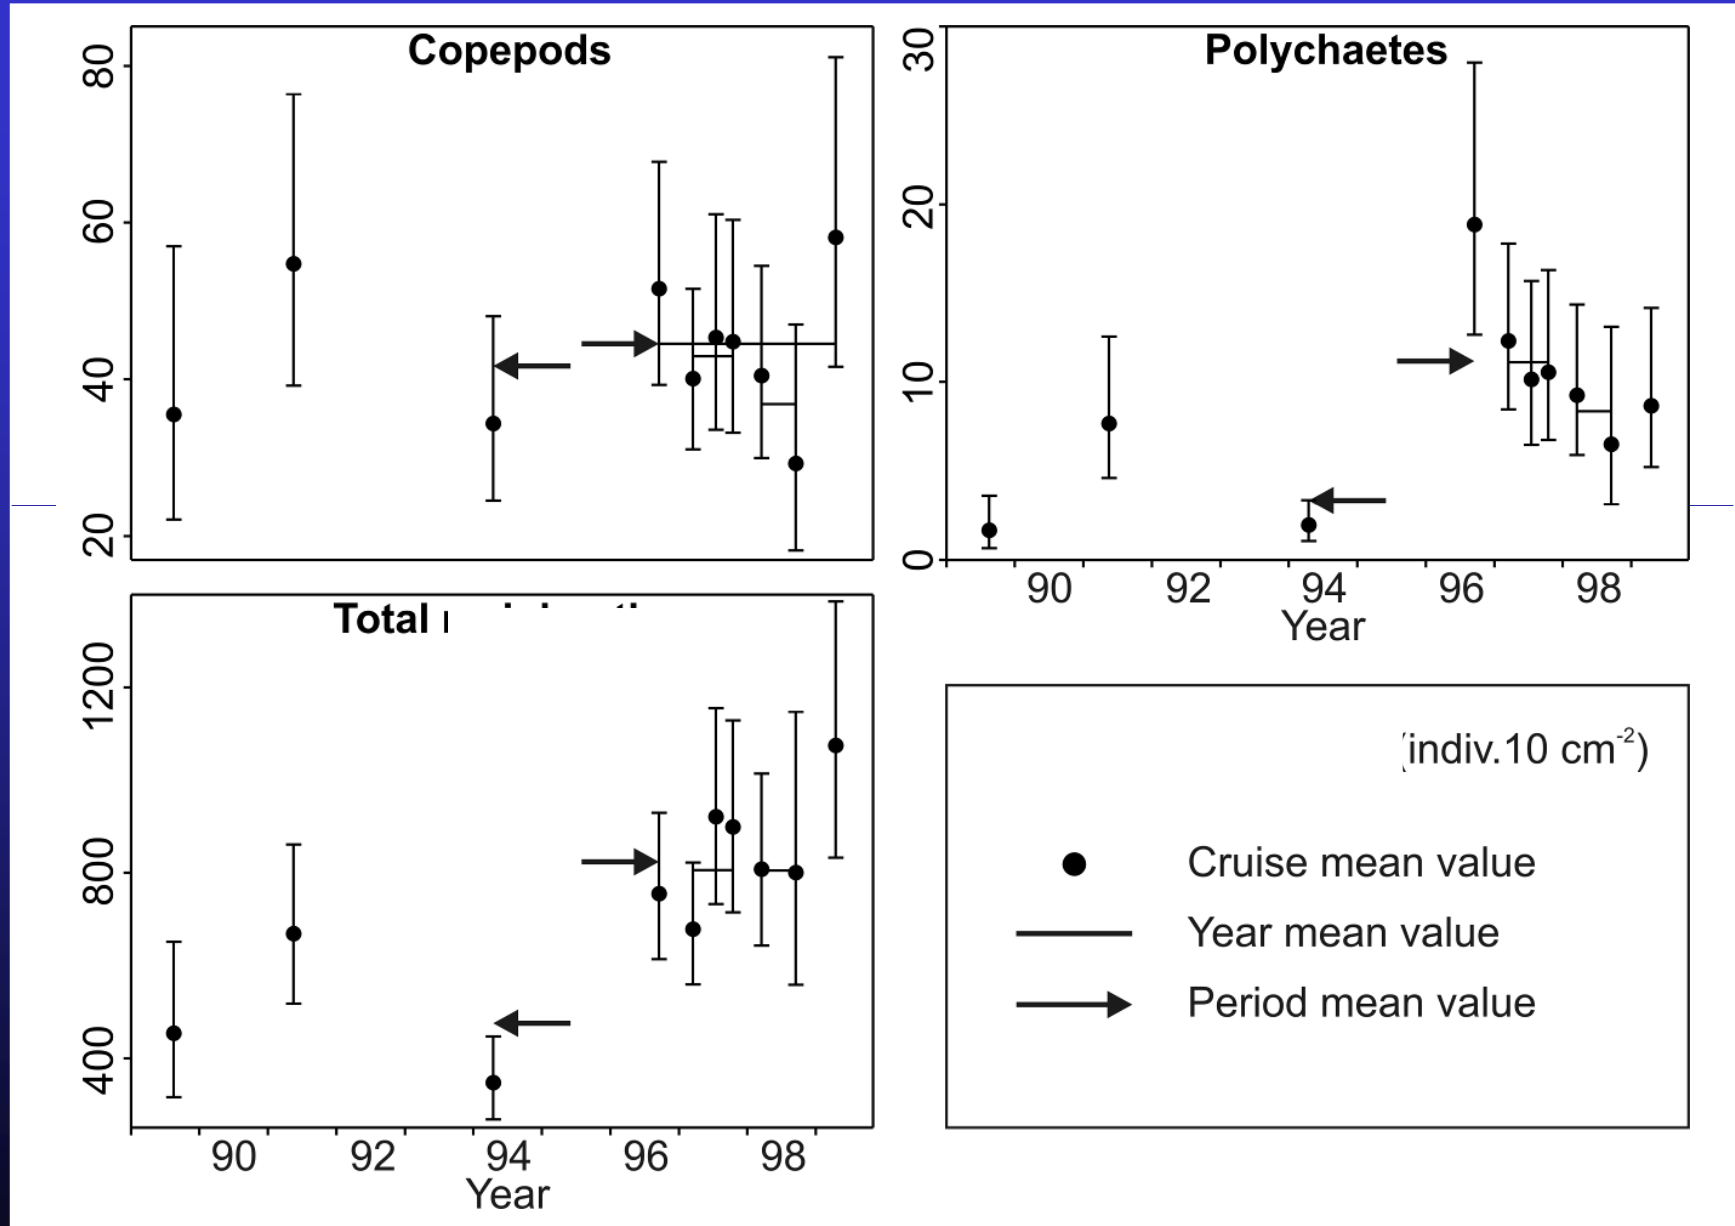 Copepods
80
60
40
20
Polychaetes
30
20
10
0
90 92 94 96 98
Year
Total
1200
800
400
90 92 94 96 98
Year
(indiv.10 cm-2)
Cruise mean value
Year mean value
Period mean value